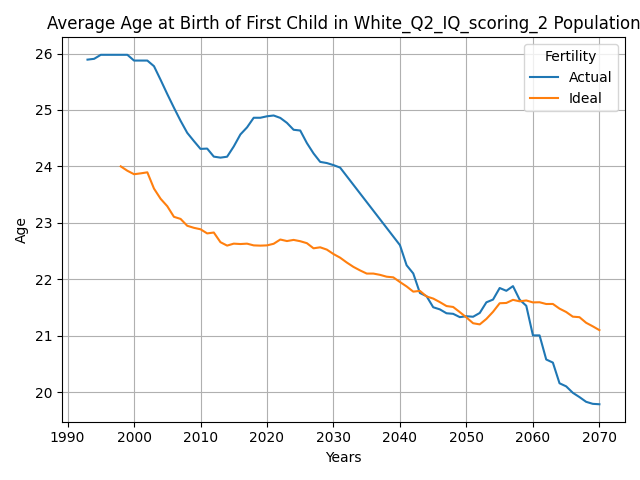 Average Age at Birth of First Child in White_Q2_IQ_scoring_2 Population
Fertility
Actual
Ideal
26
25
24
23
22
21
20
Age
1990
2000
2010
2020
2030
2040
2050
2060
2070
Years